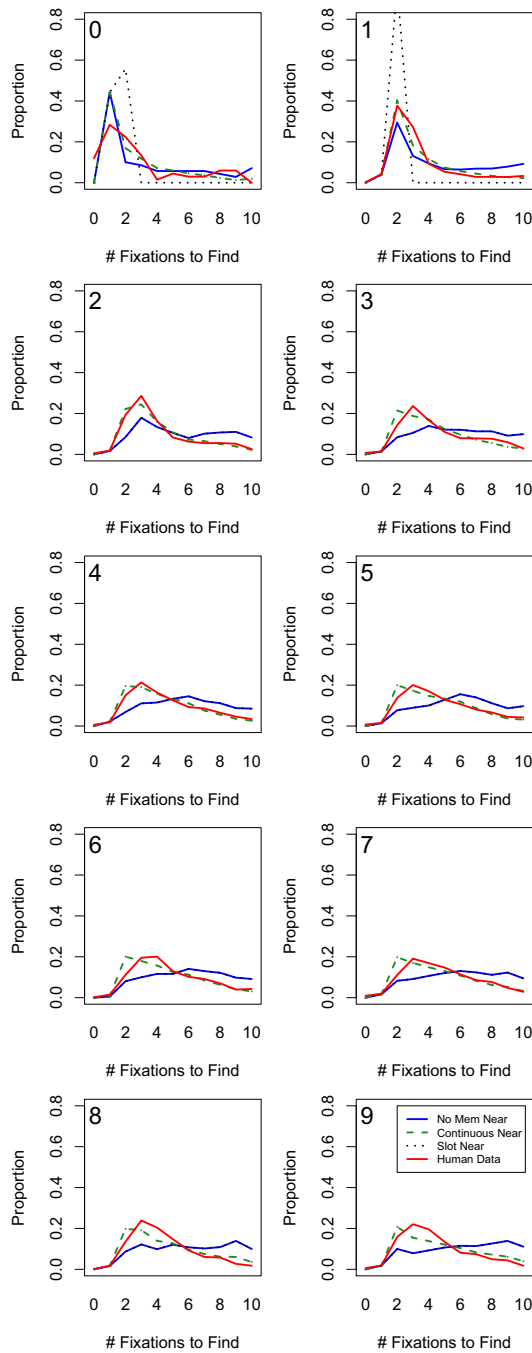 0
Proportion
0.0 0.2 0.4 0.6 0.8
0 2 4 6 8 10
# Fixations to Find
1
Proportion
0.0 0.2 0.4 0.6 0.8
0 2 4 6 8 10
# Fixations to Find
2
Proportion
0.0 0.2 0.4 0.6 0.8
0 2 4 6 8 10
# Fixations to Find
3
Proportion
0.0 0.2 0.4 0.6 0.8
0 2 4 6 8 10
# Fixations to Find
4
Proportion
0.0 0.2 0.4 0.6 0.8
0 2 4 6 8 10
# Fixations to Find
5
Proportion
0.0 0.2 0.4 0.6 0.8
0 2 4 6 8 10
# Fixations to Find
6
Proportion
0.0 0.2 0.4 0.6 0.8
0 2 4 6 8 10
# Fixations to Find
7
Proportion
0.0 0.2 0.4 0.6 0.8
0 2 4 6 8 10
# Fixations to Find
8
Proportion
0.0 0.2 0.4 0.6 0.8
0 2 4 6 8 10
# Fixations to Find
9
No Mem Near
Continuous Near
Slot Near
Human Data
Proportion
0.0 0.2 0.4 0.6 0.8
0 2 4 6 8 10
# Fixations to Find